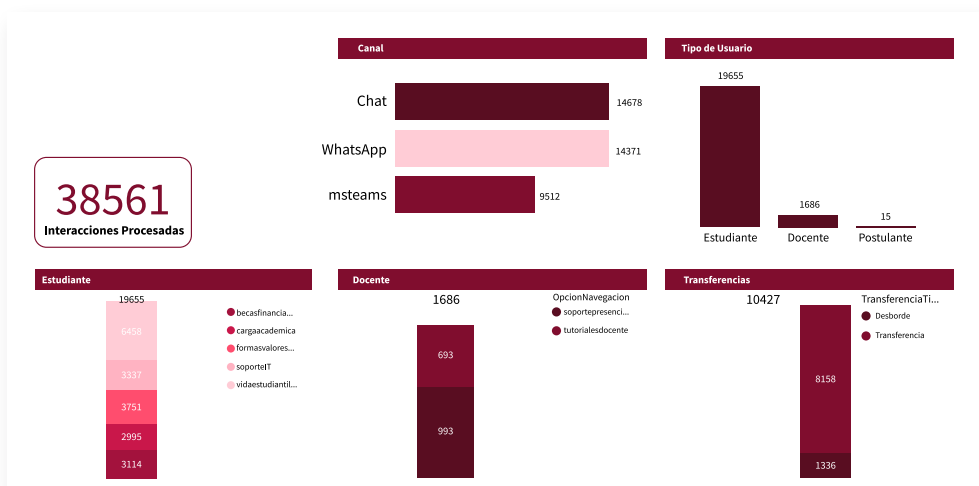 Canal
Chat
14678
WhatsApp
14371
msteams
9512
Tipo de Usuario
19655
1686
15
Estudiante
Docente
Postulante
38561
Interacciones Procesadas
Estudiante
19655
6458
3337
3751
2995
3114
becasfinancia...
cargaacademica
formasvalores...
soporteIT
vidaestudiantil...
Docente
1686
693
993
OpcionNavegacion
soportepresenci...
tutorialesdocente
Transferencias
10427
8158
1336
TransferenciaTi...
Desborde
Transferencia